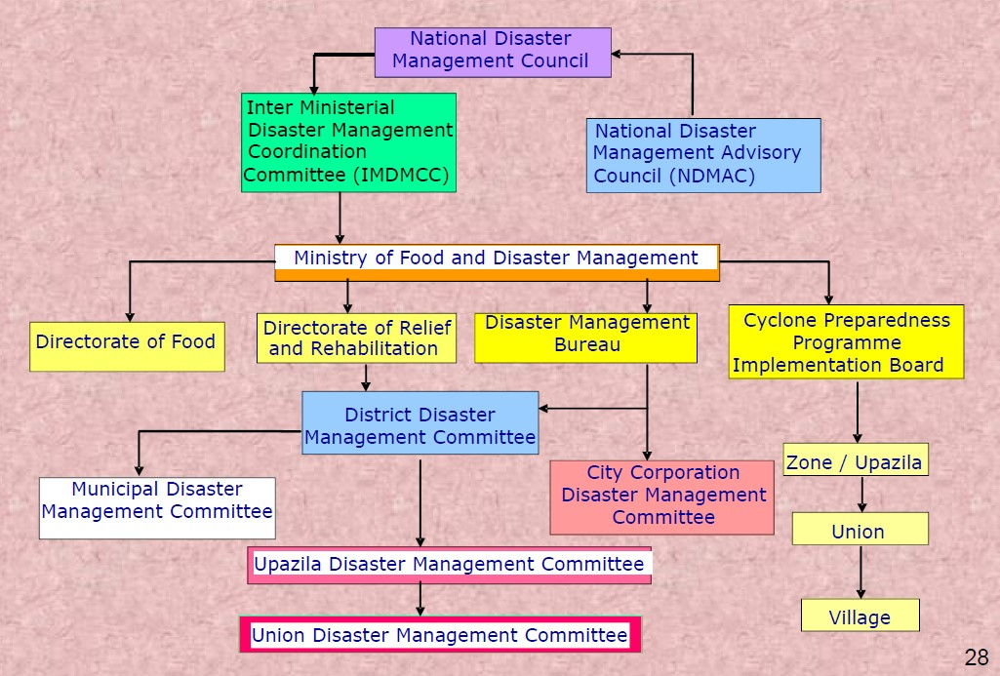 National Disaster
Management Council
Inter Ministerial
Disaster Management
Coordination
Committee (IMDMCC)
National Disaster
Management Advisory
Council (NDMAC)
Ministry of Food and Disaster Management
Directorate of Food
Directorate of Relief
and Rehabilitation
Disaster Management
Bureau
Cyclone Preparedness
Programme
Implementation Board
District Disaster
Management Committee
Municipal Disaster
Management Committee
City Corporation
Disaster Management
Committee
Zone / Upazila
Union
Village
Upazila Disaster Management Committee
Union Disaster Management Committee
28